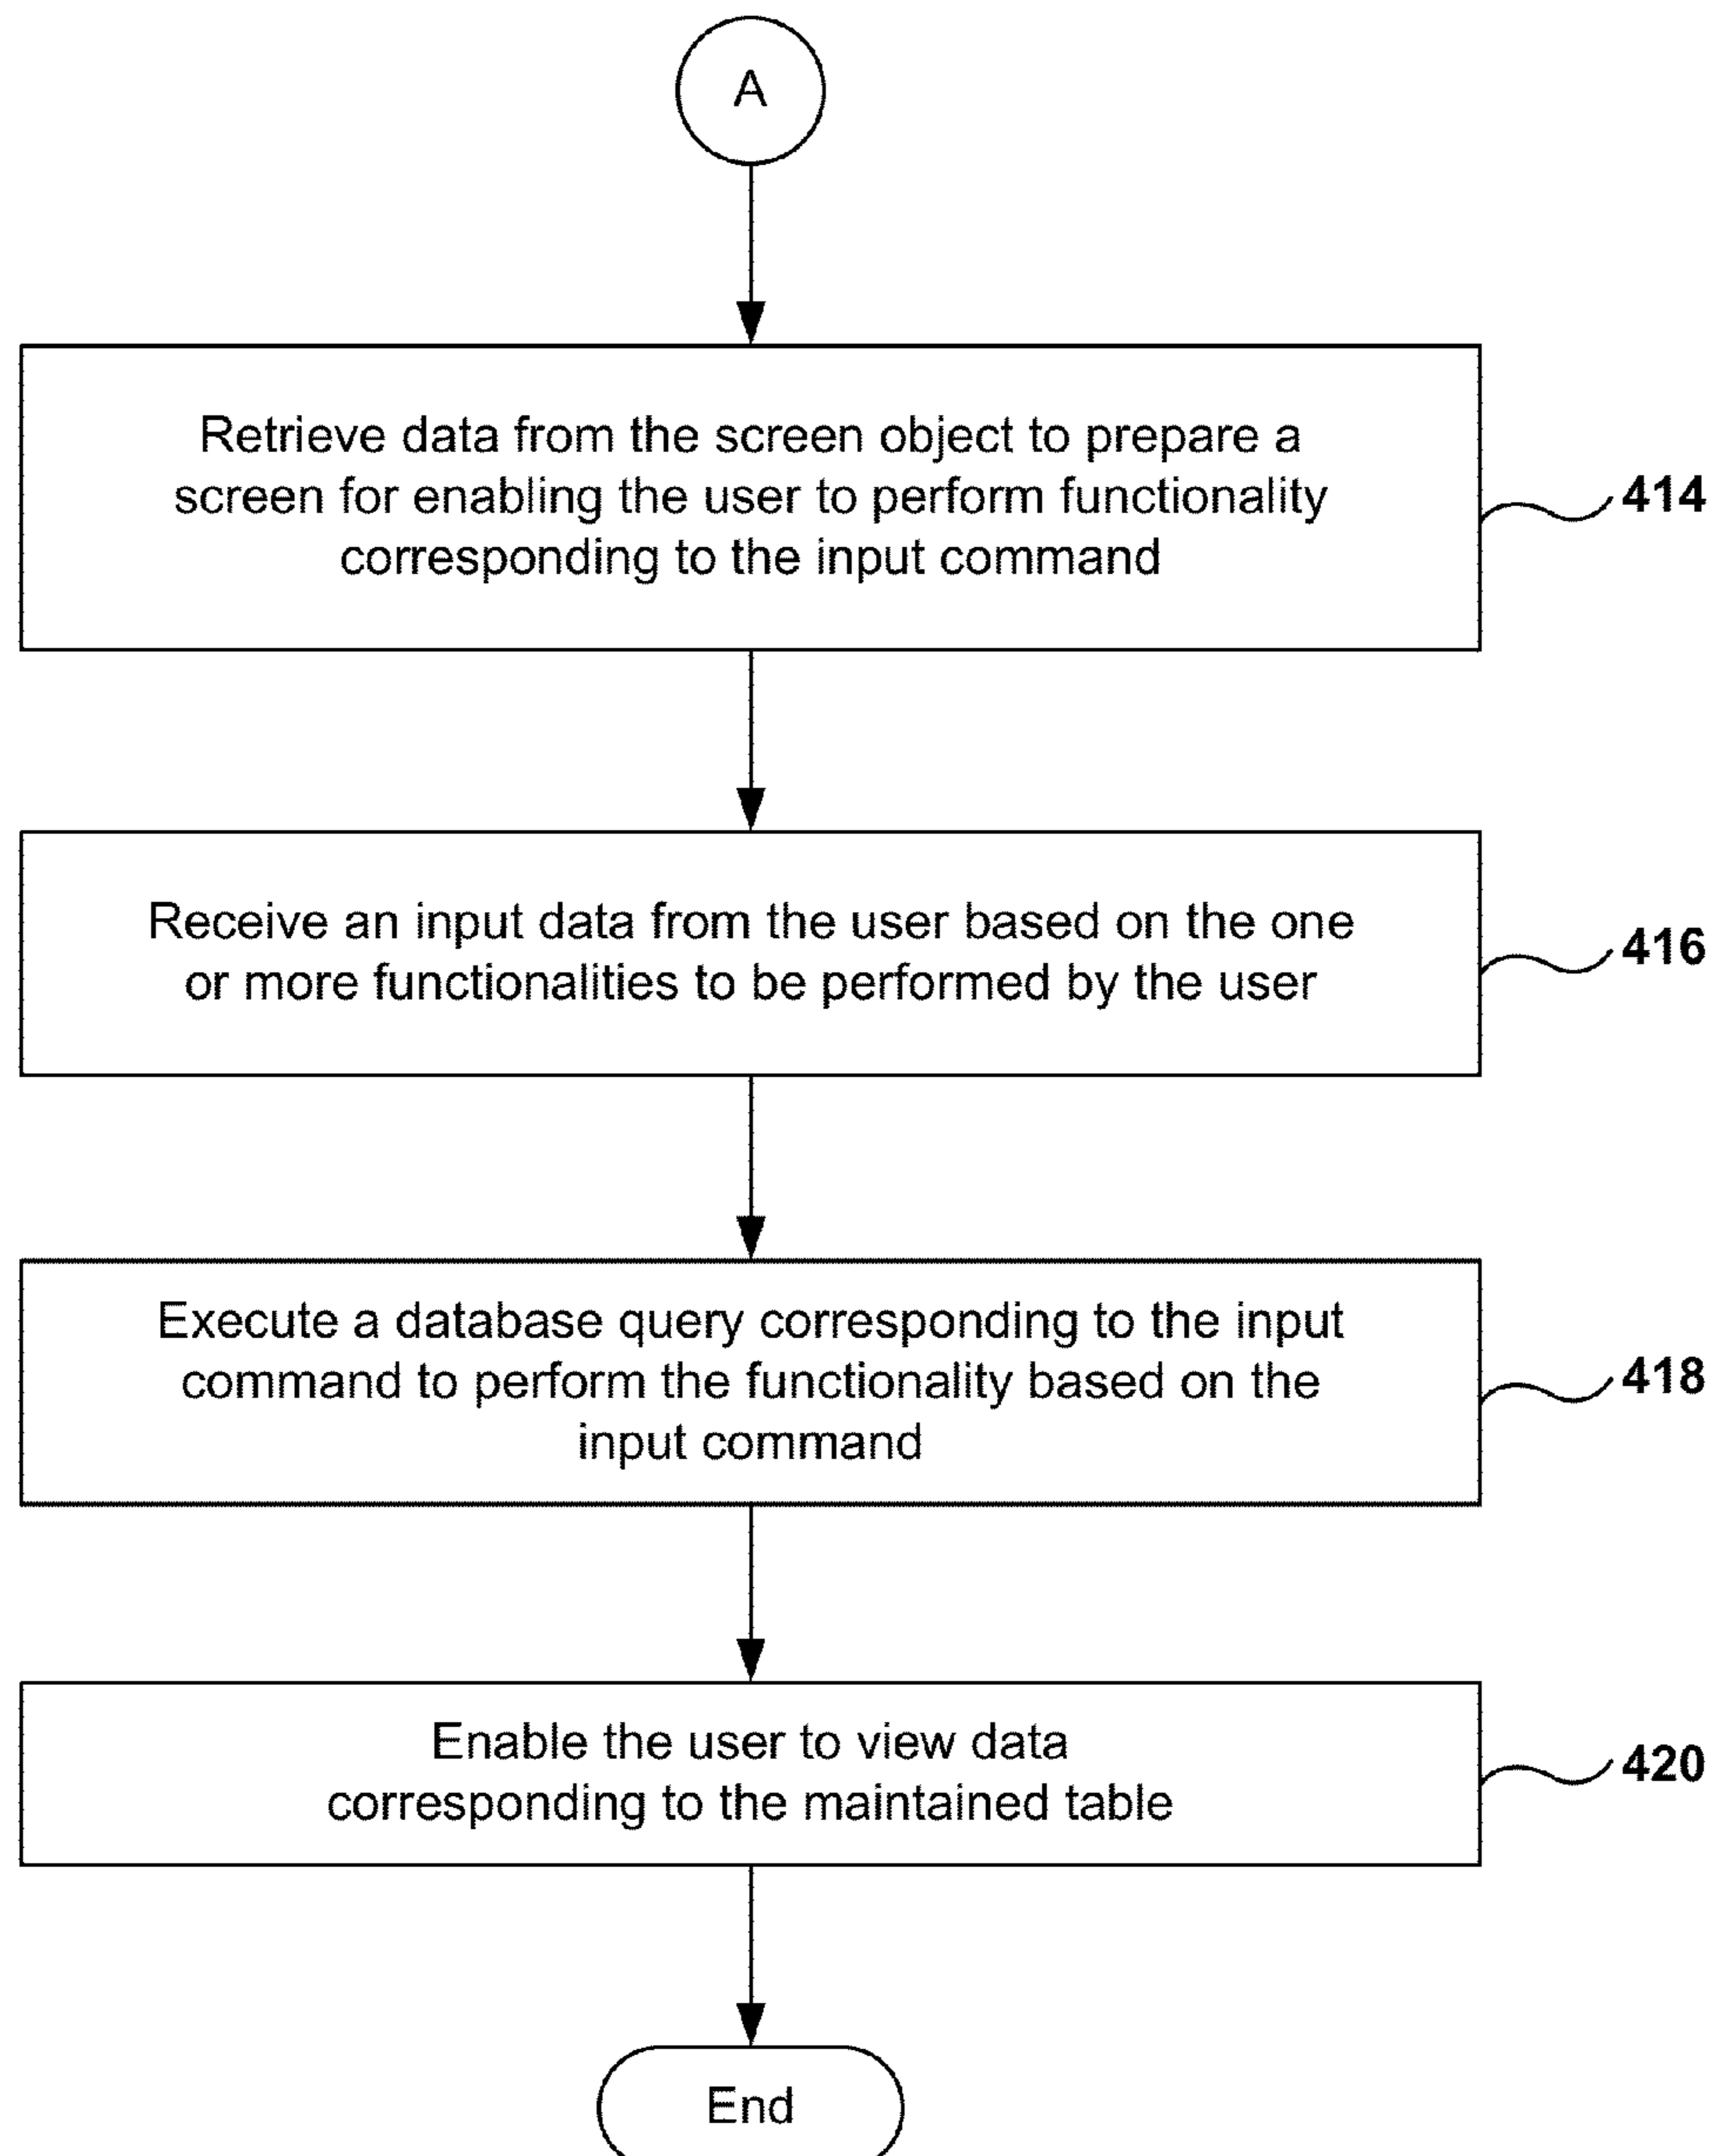 A
Retrieve data from the screen object to prepare a
screen for enabling the user to perform functionality
corresponding to the input command
414
Receive an input data from the user based on the one
or more functionalities to be performed by the user
416
Execute a database query corresponding to the input
command to perform the functionality based on the
input command
418
Enable the user to view data
corresponding to the maintained table
420
End